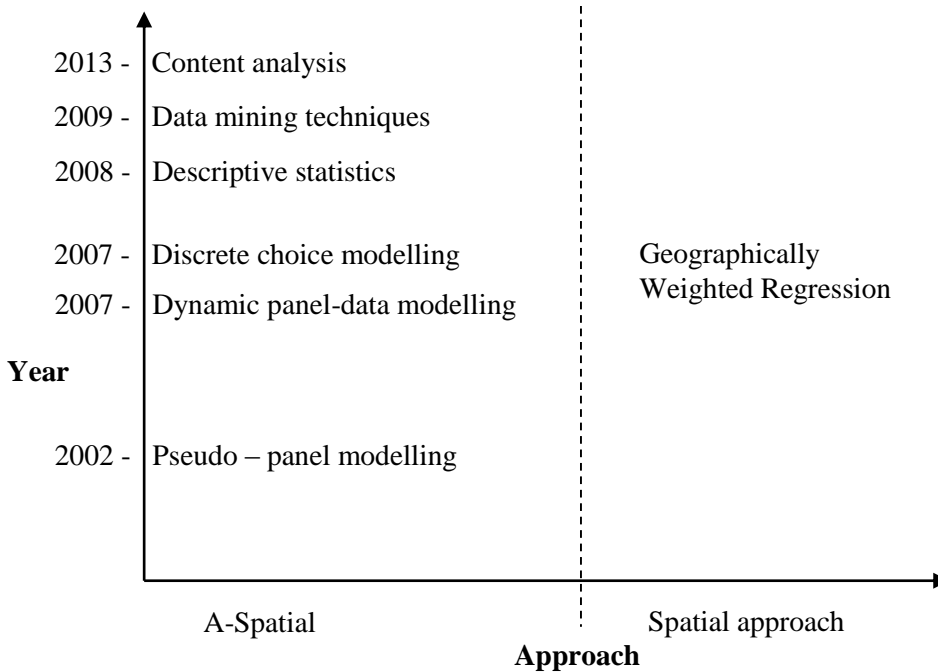 2013 - Content analysis
2009 - Data mining techniques
2008 - Descriptive statistics
2007 - Discrete choice modelling
Geographically
2007 - Dynamic panel-data modelling
Weighted Regression
Year
2002 - Pseudo – panel modelling
A-Spatial
Spatial approach
Approach